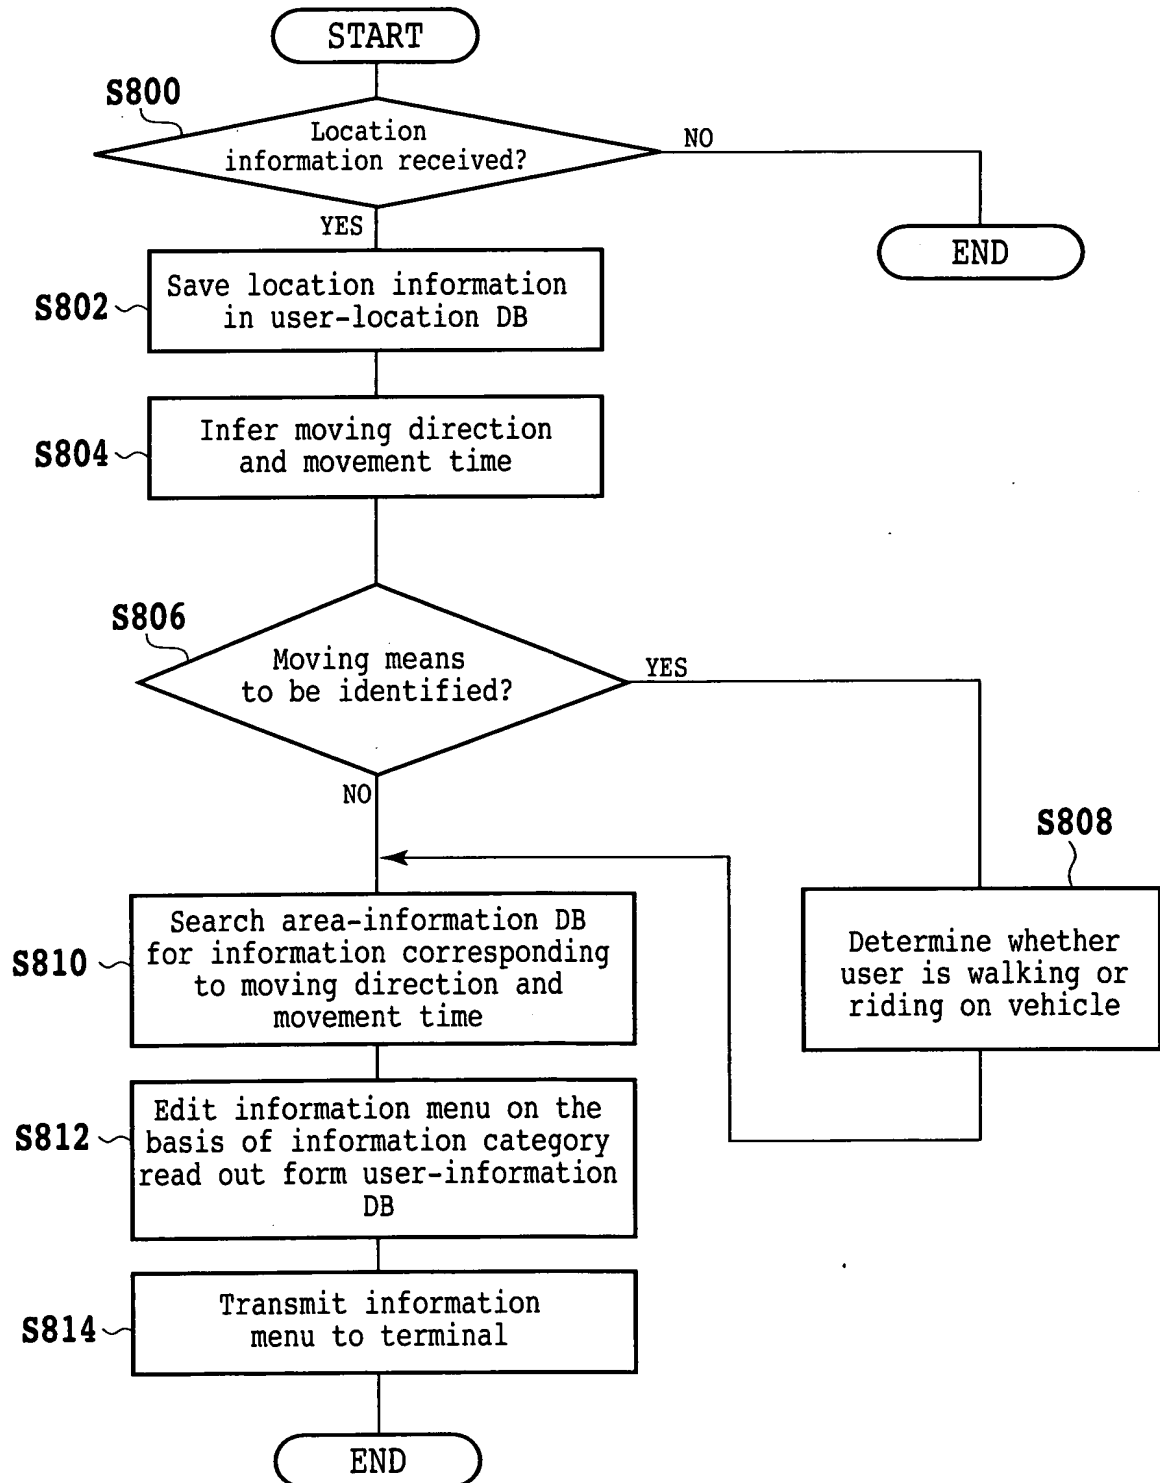 START
S800
Location
information received?
NO
YES
END
S802
Save location information
in user-location DB
S804
Infer moving direction
and movement time
S806
Moving means
to be identified?
YES
NO
S808
Determine whether
user is walking or
riding on vehicle
S810
Search area-information DB
for information corresponding
to moving direction and
movement time
S812
Edit information menu on the
basis of information category
read out form user-information
DB
S814
Transmit information
menu to terminal
END